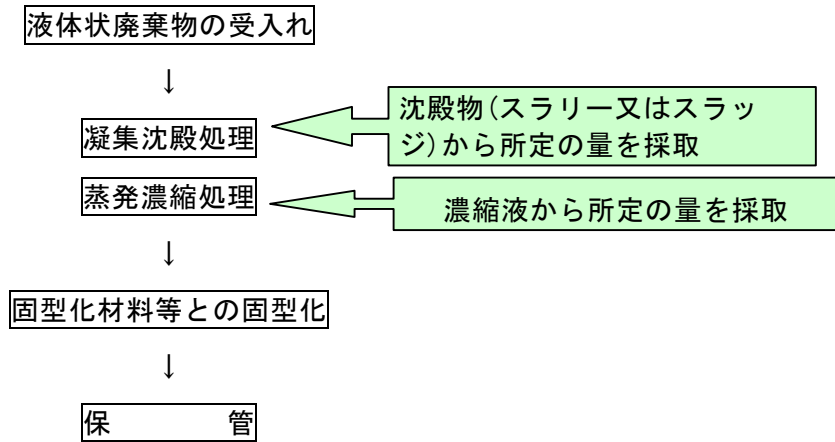 液体状廃棄物の受入れ
↓
凝集沈殿処理
沈殿物(スラリー又はスラッ
ジ)から所定の量を採取
蒸発濃縮処理
濃縮液から所定の量を採取
↓
固型化材料等との固型化
↓
保　　　　管